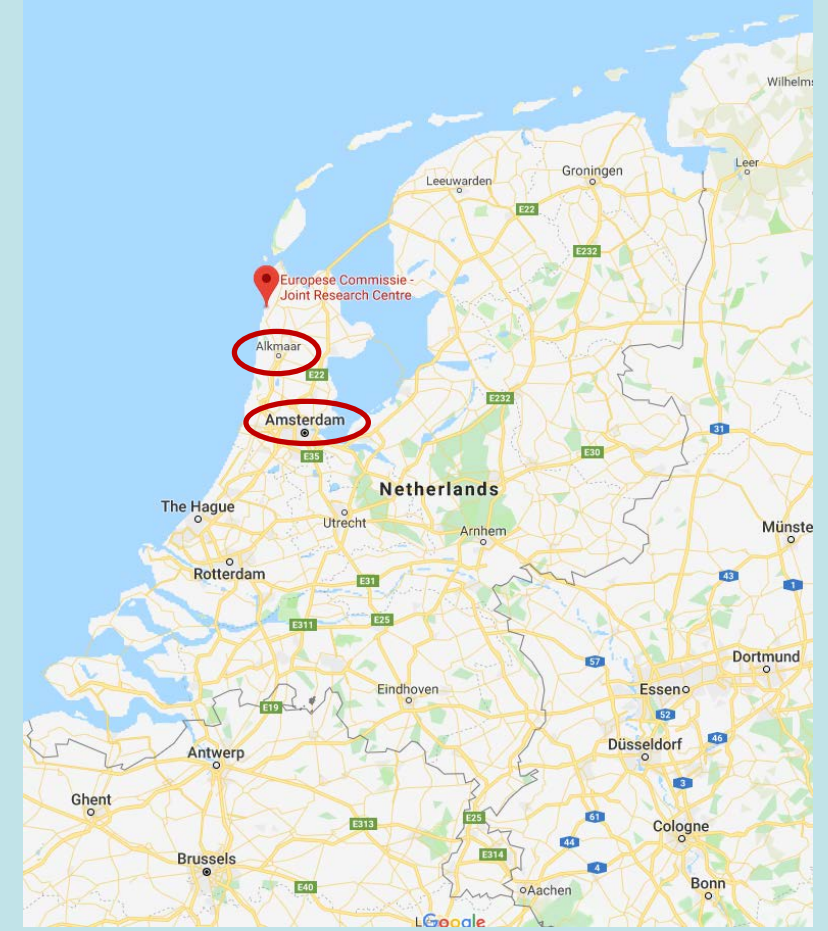 Wilhelms
Groningen
Leer
Leeuwarden
E22
E232
Europese Commissie -
Joint Research Centre
Alkmaar
E22
E232
Amsterdam
31
E35
E30
Netherlands
The Hague
Utrecht
Münste
Arnhem
Rotterdam
E31
43
1
E311
E25
57
Dortmund
Eindhoven
Essen
E19
52
46
Antwerp
Düsseldorf
3
Ghent
E313
E25
61
Cologne
44
Brussels
E314
4
E40
Aachen
Bonn
L
Google